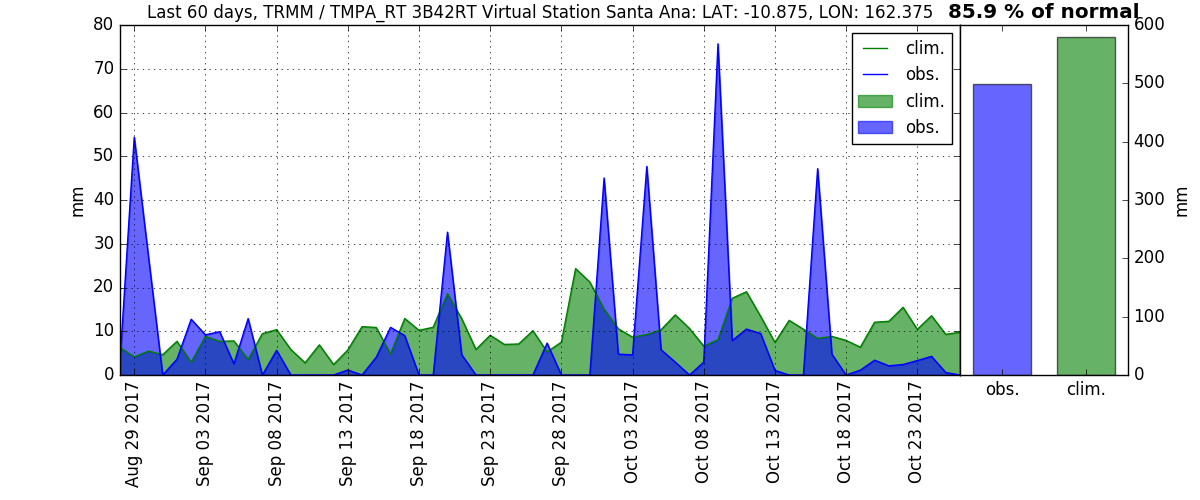 Last 60 days, TRMM / TMPA_RT 3B42RT Virtual Station Santa Ana: LAT: -10.875, LON: 162.375
85.9 % of normal
80
70
60
50
40
30
20
10
0
mm
clim.
obs.
clim.
obs.
Aug 29 2017
Sep 03 2017
Sep 08 2017
Sep 13 2017
Sep 18 2017
Sep 23 2017
Sep 28 2017
Oct 03 2017
Oct 08 2017
Oct 13 2017
Oct 18 2017
Oct 23 2017
600
500
400
300
200
100
0
mm
obs.
clim.